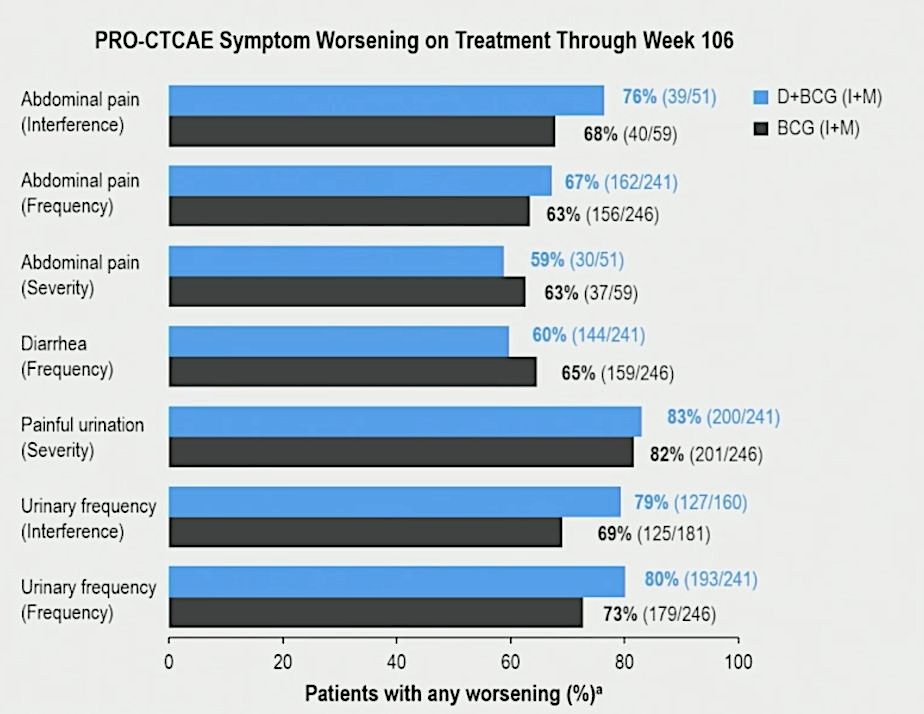 PRO-CTCAE Symptom Worsening on Treatment Through Week 106
D+BCG (I+M)
BCG (I+M)
Abdominal pain
(Interference)
76% (39/51)
68% (40/59)
Abdominal pain
(Frequency)
67% (162/241)
63% (156/246)
Abdominal pain
(Severity)
59% (30/51)
63% (37/59)
Diarrhea
(Frequency)
60% (144/241)
65% (159/246)
Painful urination
(Severity)
83% (200/241)
82% (201/246)
Urinary frequency
(Interference)
79% (127/160)
69% (125/181)
Urinary frequency
(Frequency)
80% (193/241)
73% (179/246)
0 20 40 60 80 100
Patients with any worsening (%)ᵃ